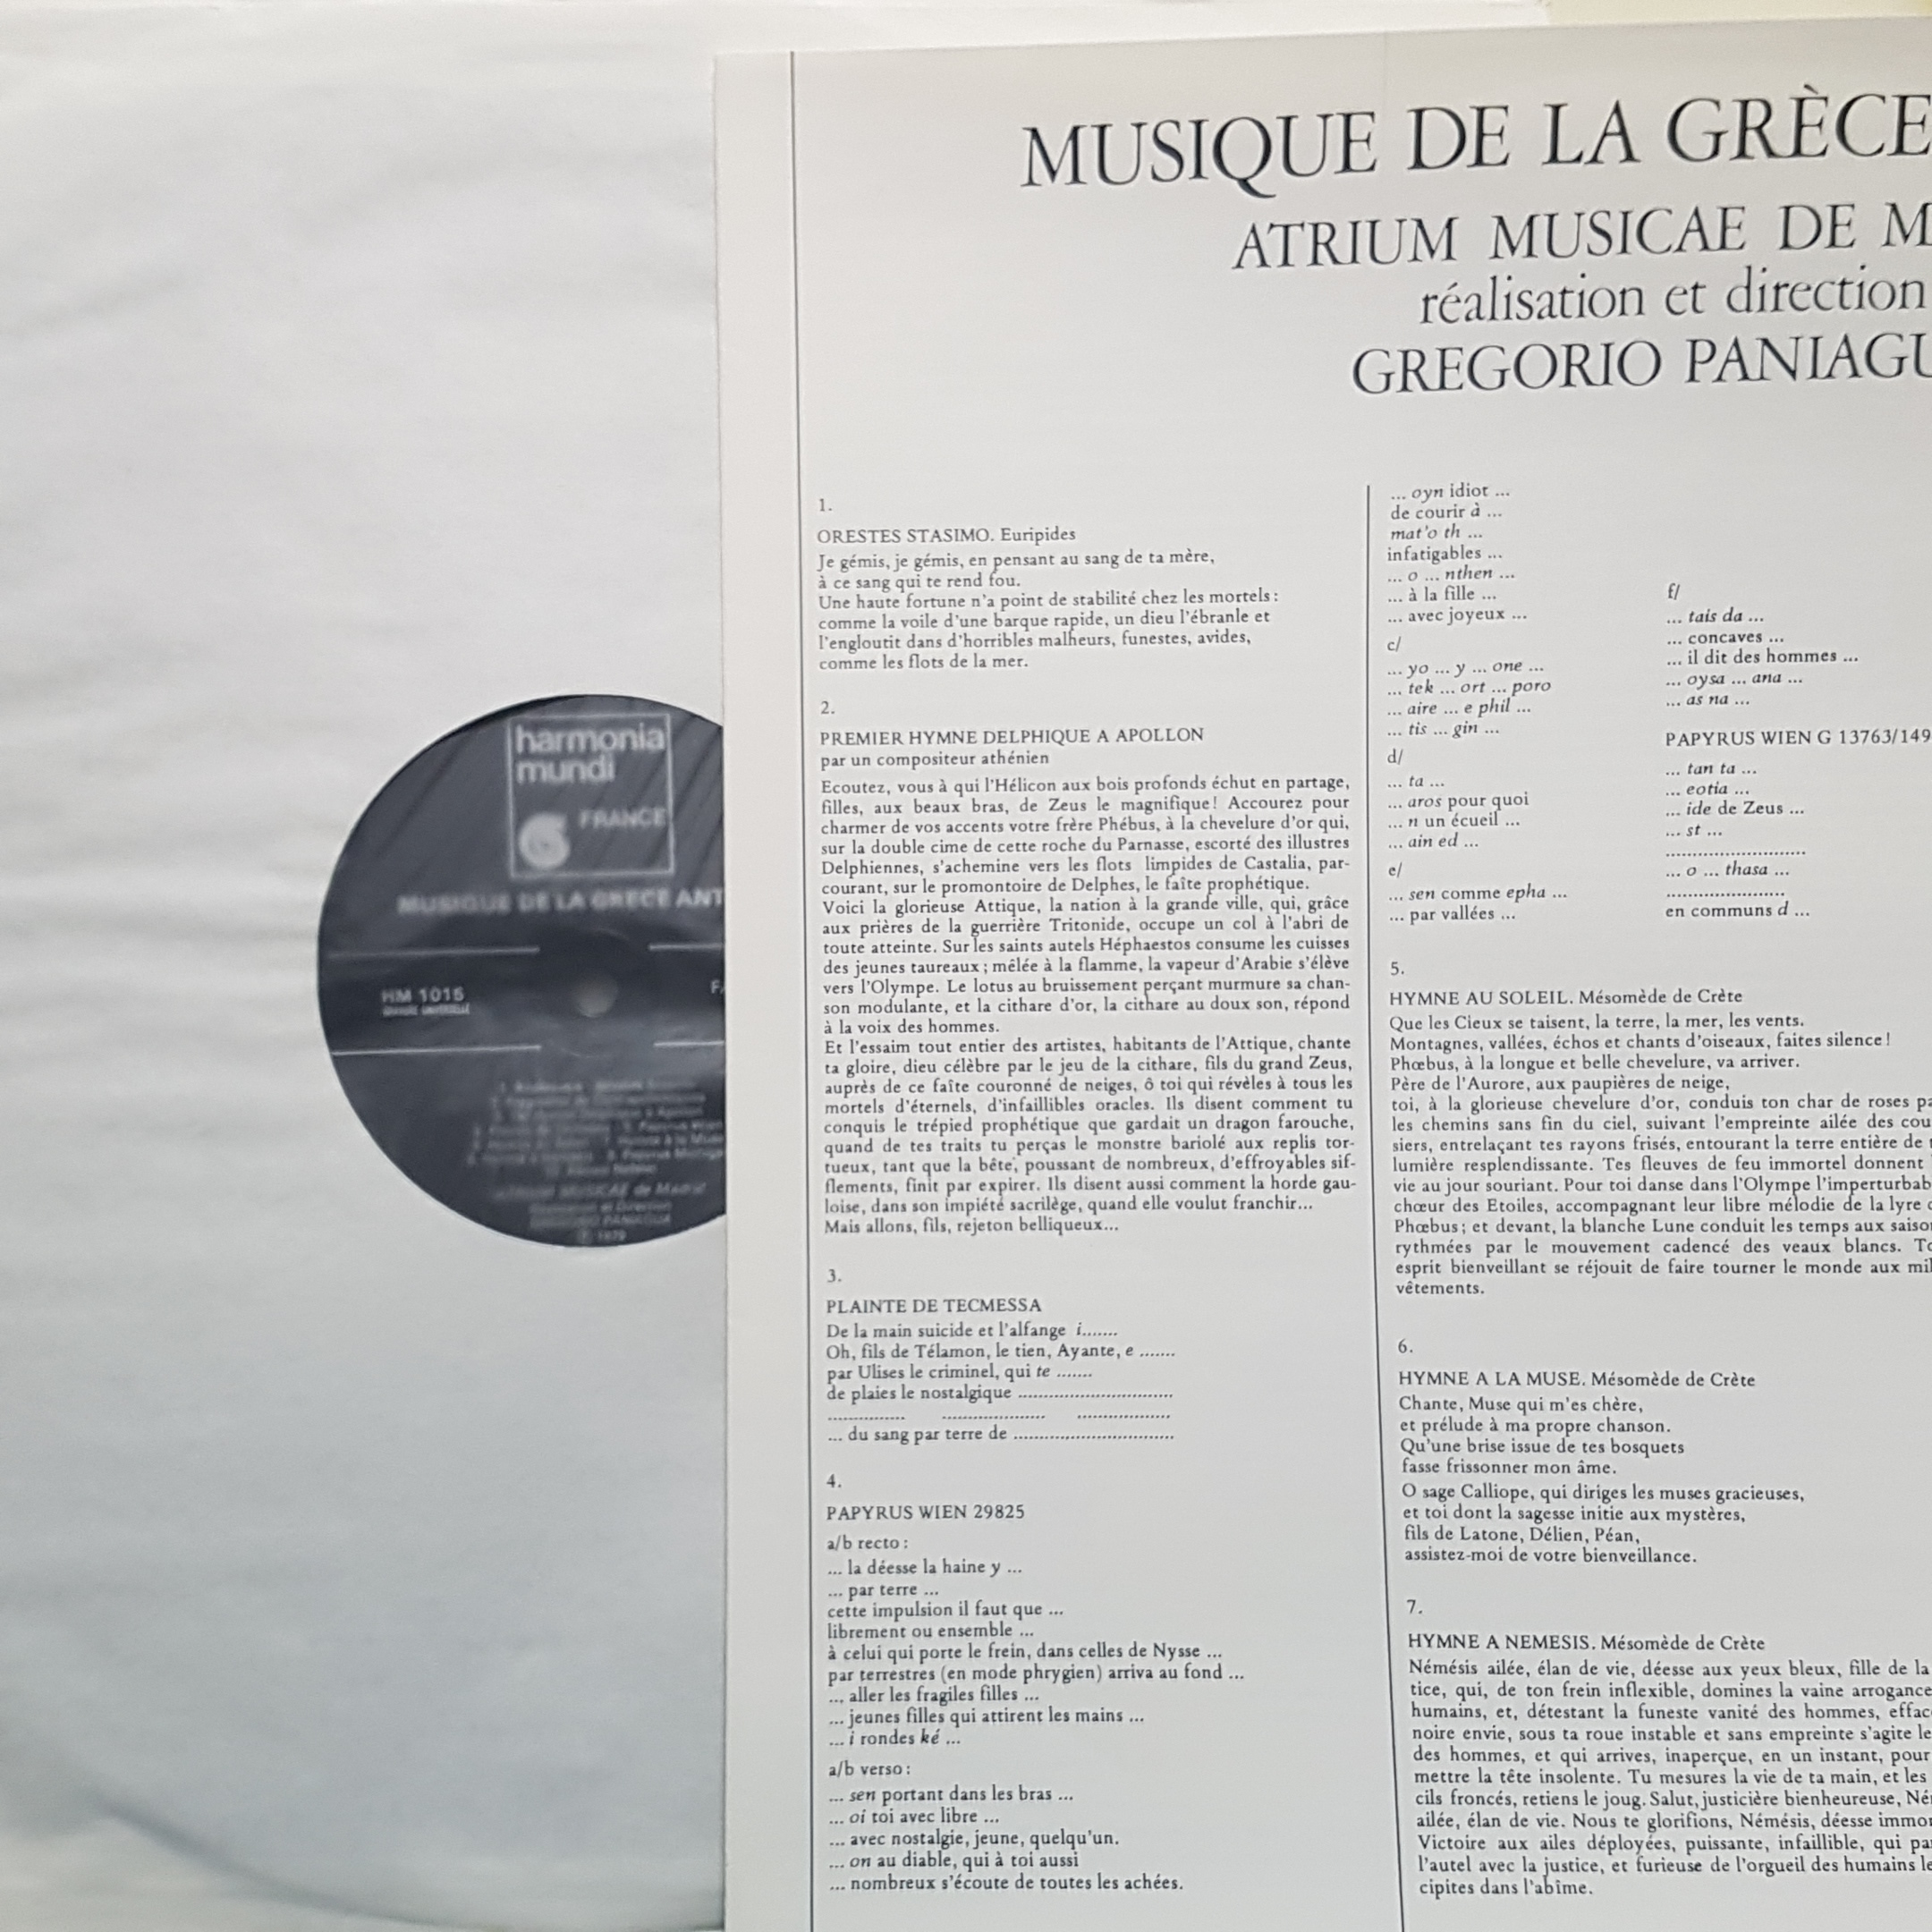 MUSIQUE DE LA GRÈCE
ATRIUM MUSICAE DE
réalisation et direction
GREGORIO
harmonia
mundi
FRANCE
MUSIQUE DE LA GRECE
HM 1015
1.
ORESTES STASIMO. Euripides
Je gémis, je gémis, en pensant au sang de ta mère,
à ce sang qui te rend fou.
Une haute fortune n'a point de stabilité chez les mortels :
comme la voile d'une barque rapide, un dieu l'ébranle et
l'engloutit dans d'horribles malheurs, funestes, avides,
comme les flots de la mer.
2.
PREMIER HYMNE DELPHIQUE A APOLLON
par un compositeur athénien
Ecoutez, vous à qui l'Hélicon aux bois profonds échut en partage,
filles, aux beaux bras, de Zeus le magnifique! Accourez pour
charmer de vos accents votre frère Phébus, à la chevelure d'or qui,
sur la double cime de cette roche du Parnasse, escorté des illustres
Delphiennes, s'achemine vers les flots limpides de Castalia, par-
courant, sur le promontoire de Delphes, le faîte prophétique.
Voici la glorieuse Attique, la nation à la grande ville, qui, grâce
aux prières de la guerrière Tritonide, occupe un col à l'abri de
toute atteinte. Sur les saints autels Héphaestos consume les cuisses
des jeunes taureaux ; mêlée à la flamme, la vapeur d'Arabie s'élève
vers l'Olympe. Le lotus au bruissement perçant murmure sa chan-
son modulante, et la cithare d'or, la cithare au doux son, répond
à la voix des hommes.
Et l'essaim tout entier des artistes, habitants de l'Attique, chante
ta gloire, dieu célèbre par le jeu de la cithare, fils du grand Zeus,
auprès de ce faîte couronné de neiges, ô toi qui révèles à tous les
mortels d'éternels, d'infaillibles oracles. Ils disent comment tu
conquis le trépied prophétique que gardait un dragon farouche,
quand de tes traits tu perças le monstre bariolé aux replis tor-
tueux, tant que la bête, poussant de nombreux, d'effroyables sif-
flements, finit par expirer. Ils disent aussi comment la horde gau-
loise, dans son impiété sacrilège, quand elle voulut franchir...
Mais allons, fils, rejeton belliqueux...
3.
PLAINTE DE TECMESSA
De la main suicide et l'alfange i.......
Oh, fils de Télamon, le tien, Ayante, e .......
par Ulises le criminel, qui te .......
de plaies le nostalgique ...............................
............... .................... ..................
... du sang par terre de ................................
4.
PAPYRUS WIEN 29825
a/b recto :
... la déesse la haine y ...
... par terre ...
cette impulsion il faut que ...
librement ou ensemble ...
à celui qui porte le frein, dans celles de Nysse ...
par terrestres (en mode phrygien) arriva au fond ...
... aller les fragiles filles ...
... jeunes filles qui attirent les mains ...
... i rondes ké ...
a/b verso :
... sen portant dans les bras ...
... oi toi avec libre ...
... avec nostalgie, jeune, quelqu'un.
... on au diable, qui à toi aussi
... nombreux s'écoute de toutes les achées.
... oyn idiot ...
de courir à ...
mat'o th ...
infatigables ...
... o ... nthen ...
... à la fille ...
... avec joyeux ...
c/
... yo ... y ... one ...
... tek ... ort ... poro
... aire ... e phil ...
... tis ... gin ...
d/
... ta ...
... aros pour quoi
... n un écueil ...
... ain ed ...
e/
... sen comme epha ...
... par vallées ...
f/
... tais da ...
... concaves ...
... il dit des hommes ...
... oysa ... ana ...
... as na ...
PAPYRUS WIEN G 13763/149
... tan ta ...
... eotia ...
... ide de Zeus ...
... st ...
...........................
... o ... thasa ...
.......................
en communs d ...
5.
HYMNE AU SOLEIL. Mésomède de Crète
Que les Cieux se taisent, la terre, la mer, les vents.
Montagnes, vallées, échos et chants d'oiseaux, faites silence !
Phœbus, à la longue et belle chevelure, va arriver.
Père de l'Aurore, aux paupières de neige,
toi, à la glorieuse chevelure d'or, conduis ton char de roses
les chemins sans fin du ciel, suivant l'empreinte ailée des cou
siers, entrelaçant tes rayons frisés, entourant la terre entière de
lumière resplendissante. Tes fleuves de feu immortel donnent
vie au jour souriant. Pour toi danse dans l'Olympe l'imperturbab
chœur des Etoiles, accompagnant leur libre mélodie de la lyre
Phœbus ; et devant, la blanche Lune conduit les temps aux saiso
rythmées par le mouvement cadencé des veaux blancs.
esprit bienveillant se réjouit de faire tourner le monde aux
vêtements.
6.
HYMNE A LA MUSE. Mésomède de Crète
Chante, Muse qui m'es chère,
et prélude à ma propre chanson.
Qu'une brise issue de tes bosquets
fasse frissonner mon âme.
O sage Calliope, qui diriges les muses gracieuses,
et toi dont la sagesse initie aux mystères,
fils de Latone, Délien, Péan,
assistez-moi de votre bienveillance.
7.
HYMNE A NEMESIS. Mésomède de Crète
Némésis ailée, élan de vie, déesse aux yeux bleux, fille de la
tice, qui, de ton frein inflexible, domines la vaine arrogance
humains, et, détestant la funeste vanité des hommes, effac
noire envie, sous ta roue instable et sans empreinte s'agite le
des hommes, et qui arrives, inaperçue, en un instant, pour
mettre la tête insolente. Tu mesures la vie de ta main, et les
cils froncés, retiens le joug. Salut, justicière bienheureuse,
ailée, élan de vie. Nous te glorifions, Némésis, déesse
Victoire aux ailes déployées, puissante, infaillible, qui
l'autel avec la justice, et furieuse de l'orgueil des humains
cipites dans l'abîme.